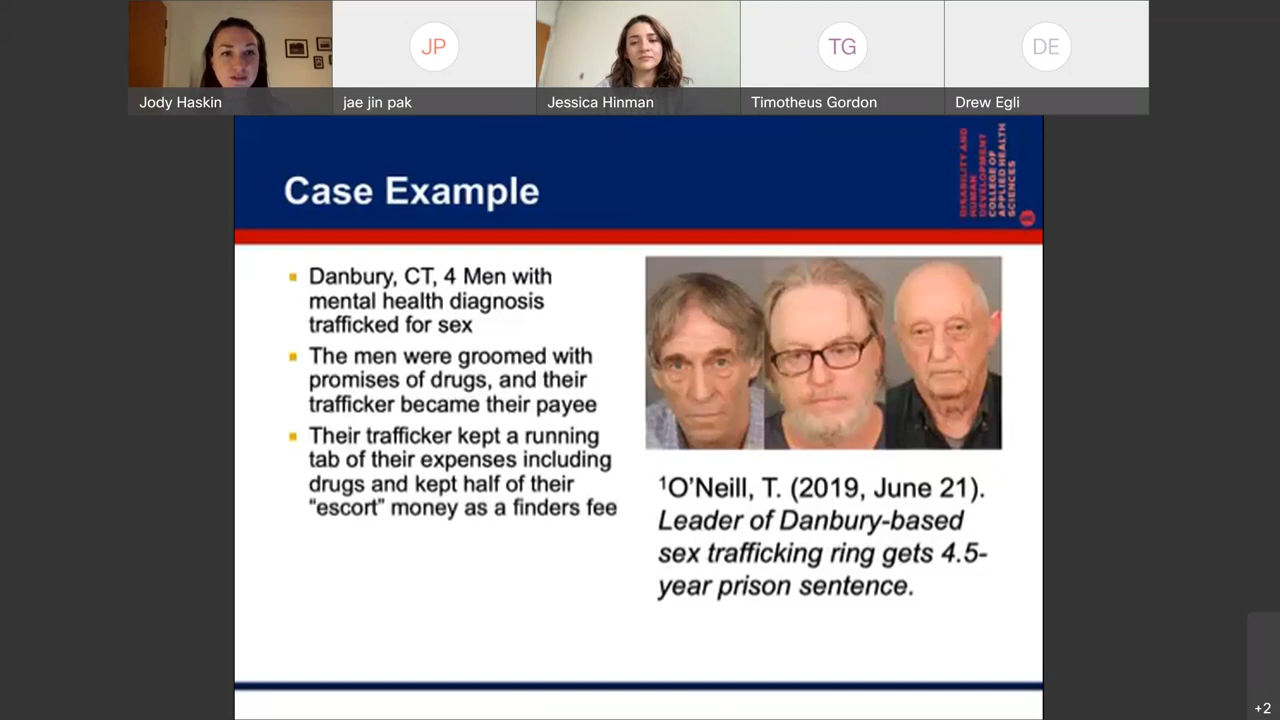 JP
TG
DE
Jody Haskin
jae jin pak
Jessica Hinman
Timotheus Gordon
Drew Egli
DISABILITY AND
HUMAN
DEVELOPMENT
COLLEGE OF
APPLIED HEALTH
SCIENCES
Case Example
Danbury, CT, 4 Men with
mental health diagnosis
trafficked for sex
The men were groomed with
promises of drugs, and their
trafficker became their payee
Their trafficker kept a running
tab of their expenses including
drugs and kept half of their
“escort” money as a finders fee
¹O’Neill, T. (2019, June 21).
Leader of Danbury-based
sex trafficking ring gets 4.5-
year prison sentence.
+2